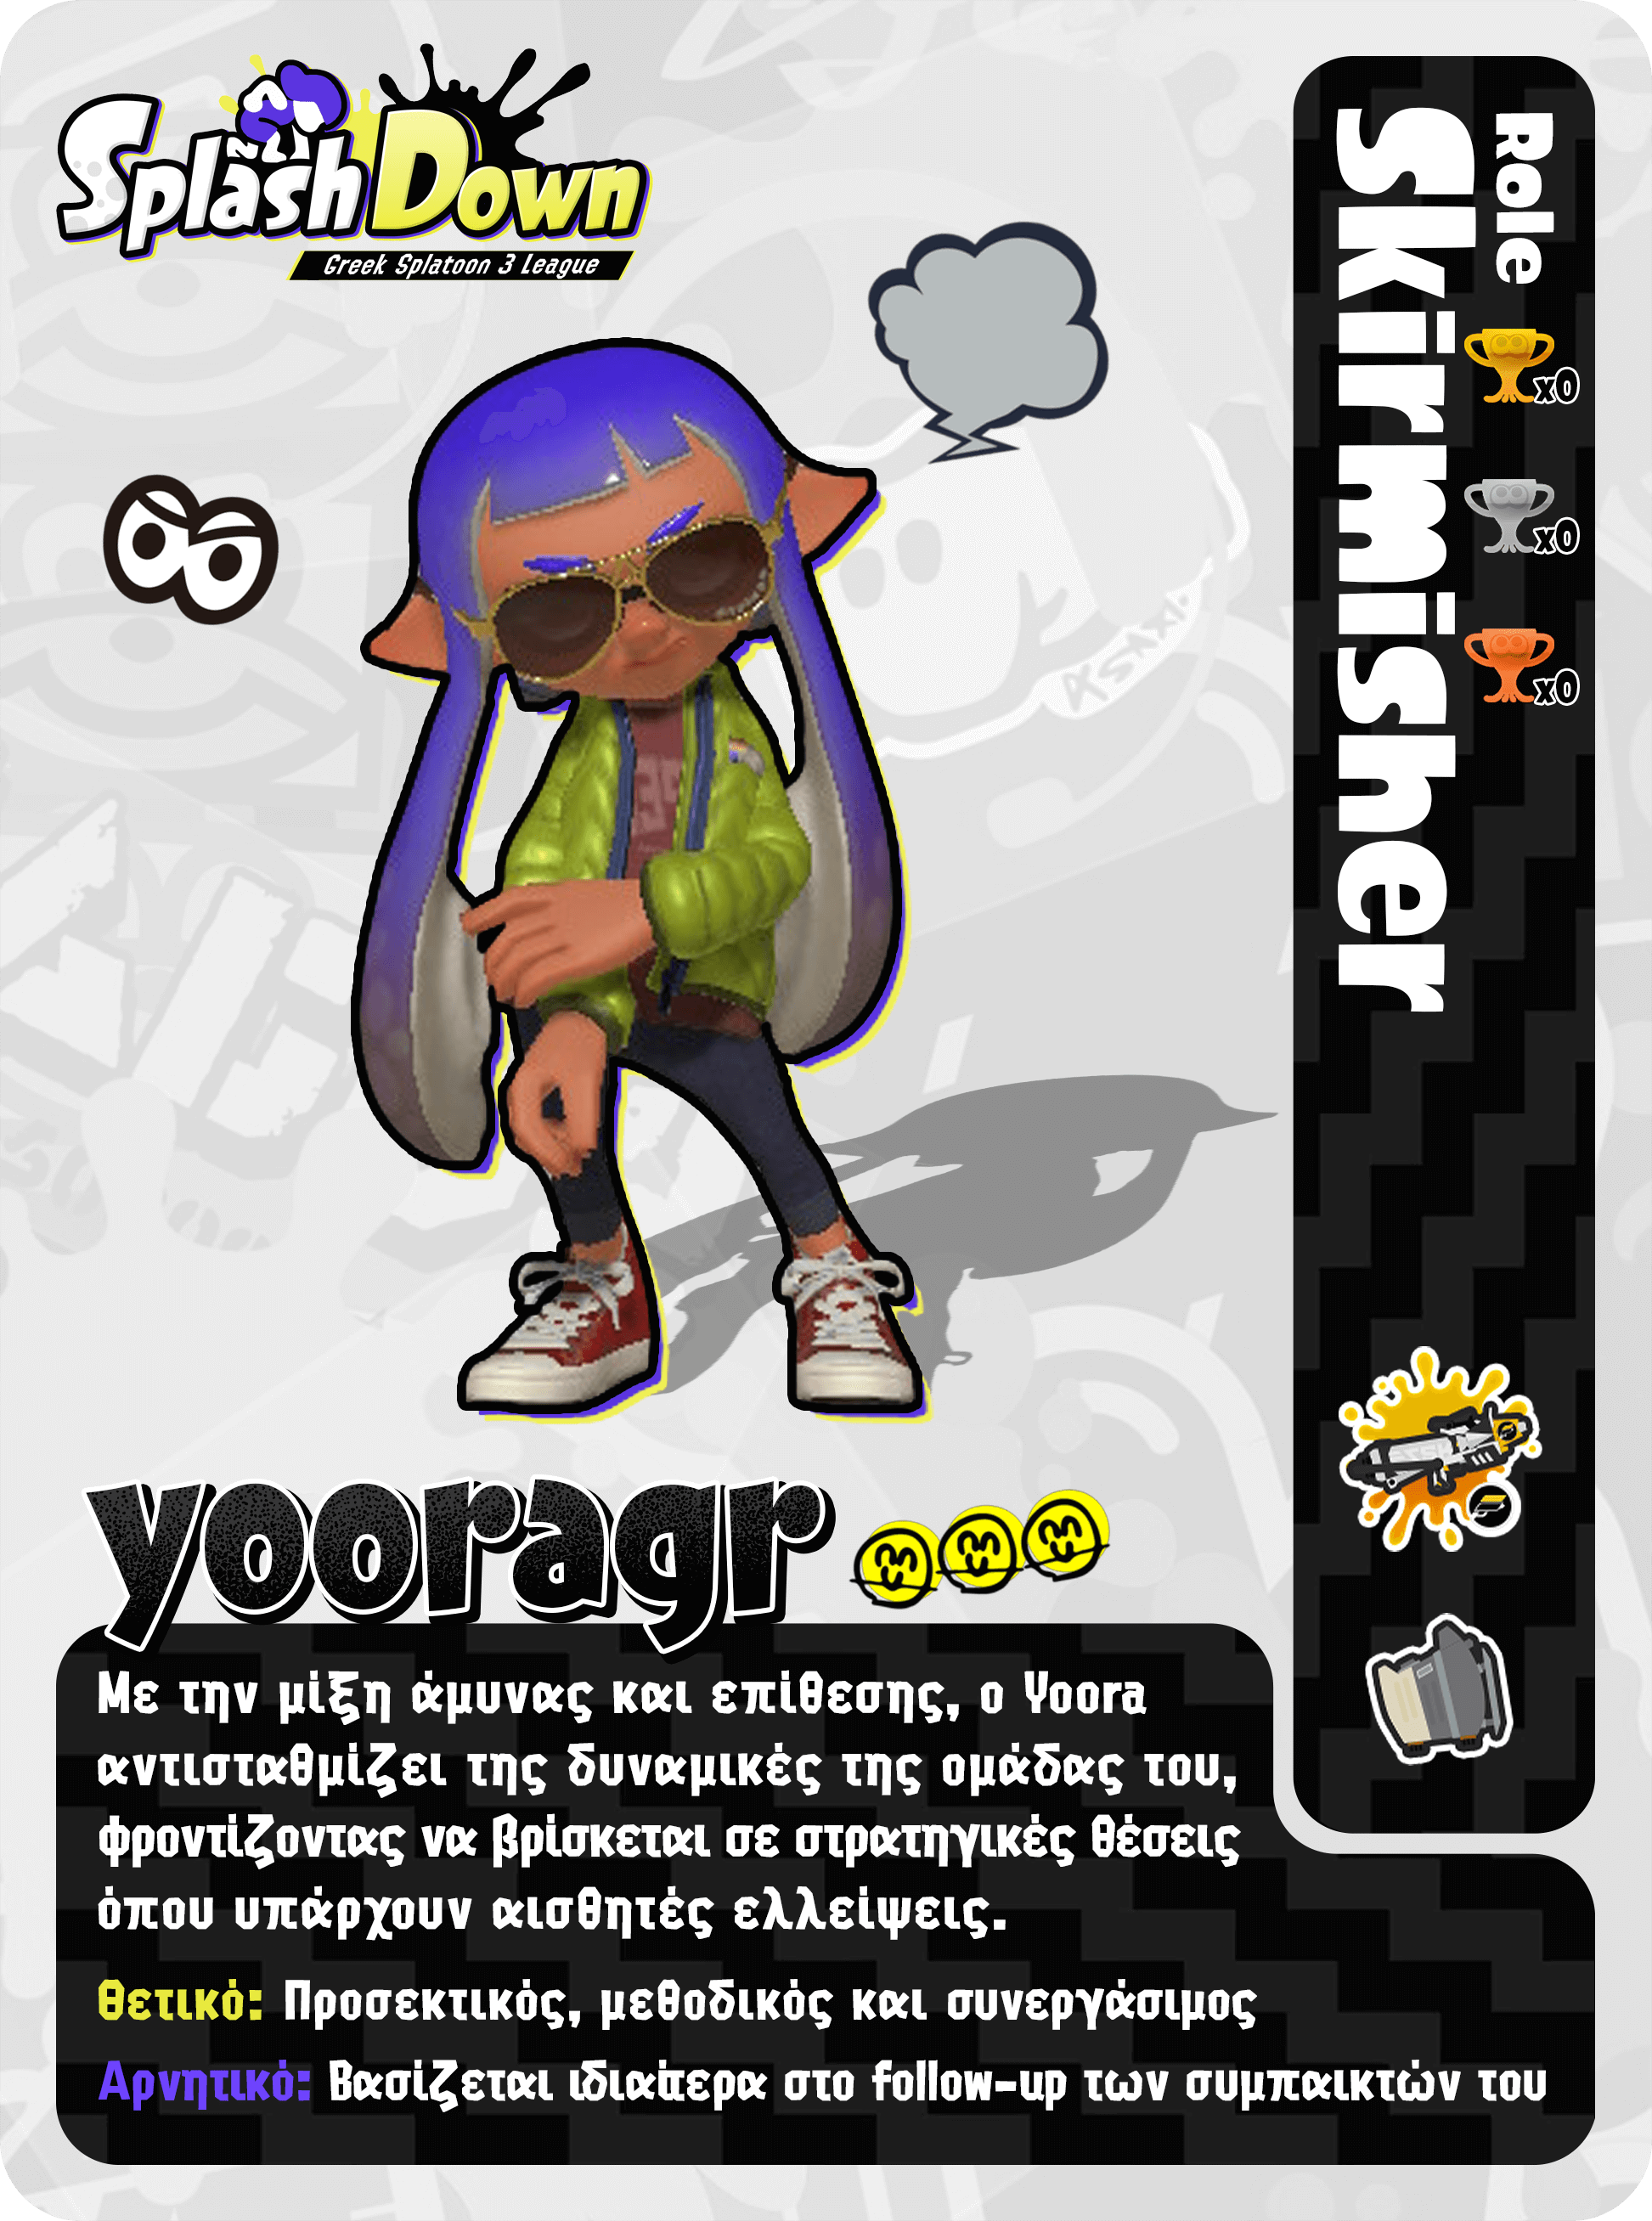 Splash Down
Greek Splatoon 3 League
Role
Skirmisher
x0
x0
x0
yooragr
Με την μίξη άμυνας και επίθεσης, ο Yoora
αντισταθμίζει της δυναμικές της ομάδας του,
φροντίζοντας να βρίσκεται σε στρατηγικές θέσεις
όπου υπάρχουν αισθητές ελλείψεις.
Θετικό: Προσεκτικός, μεθοδικός και συνεργάσιμος
Αρνητικό: Βασίζεται ιδιαίτερα στο follow-up των συμπαικτών του